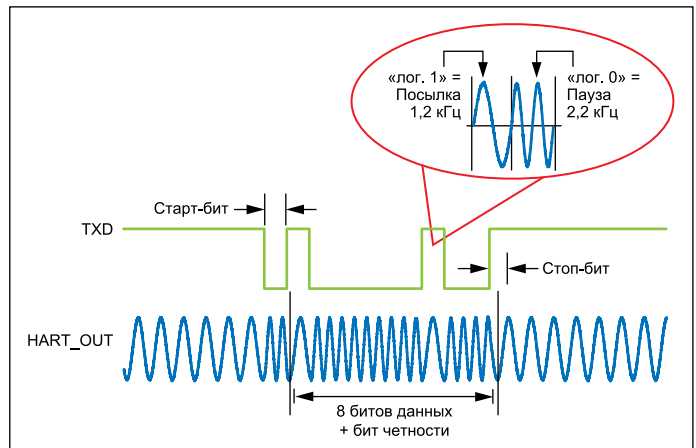 «лог. 1» =
Посылка
1,2 кГц
«лог. 0» =
Пауза
2,2 кГц
Старт-бит
TXD
Стоп-бит
HART_OUT
8 битов данных
+ бит четности